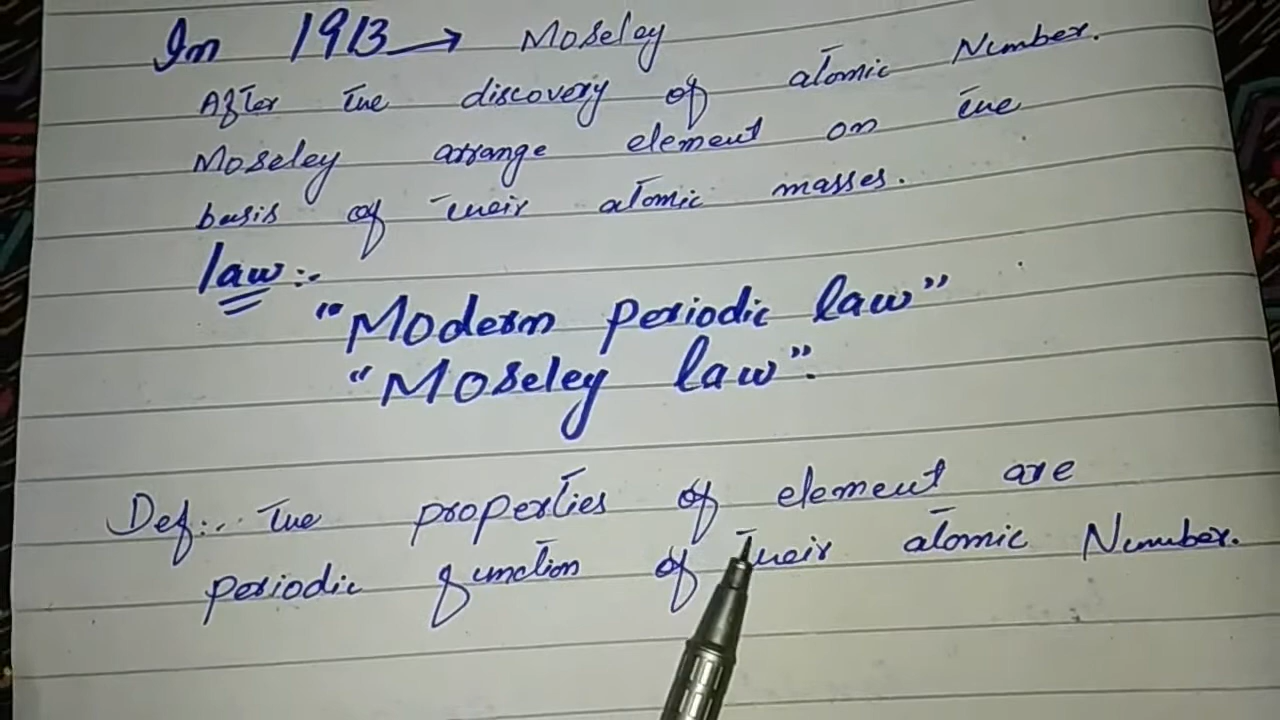 In 1913 → Moseley
After the discovery of atomic Number.
Moseley arrange element on the
basis of their atomic masses.
law:-
"Modern periodic law"
"Moseley law".
Def:- The properties of element are
periodic function of their atomic Number.